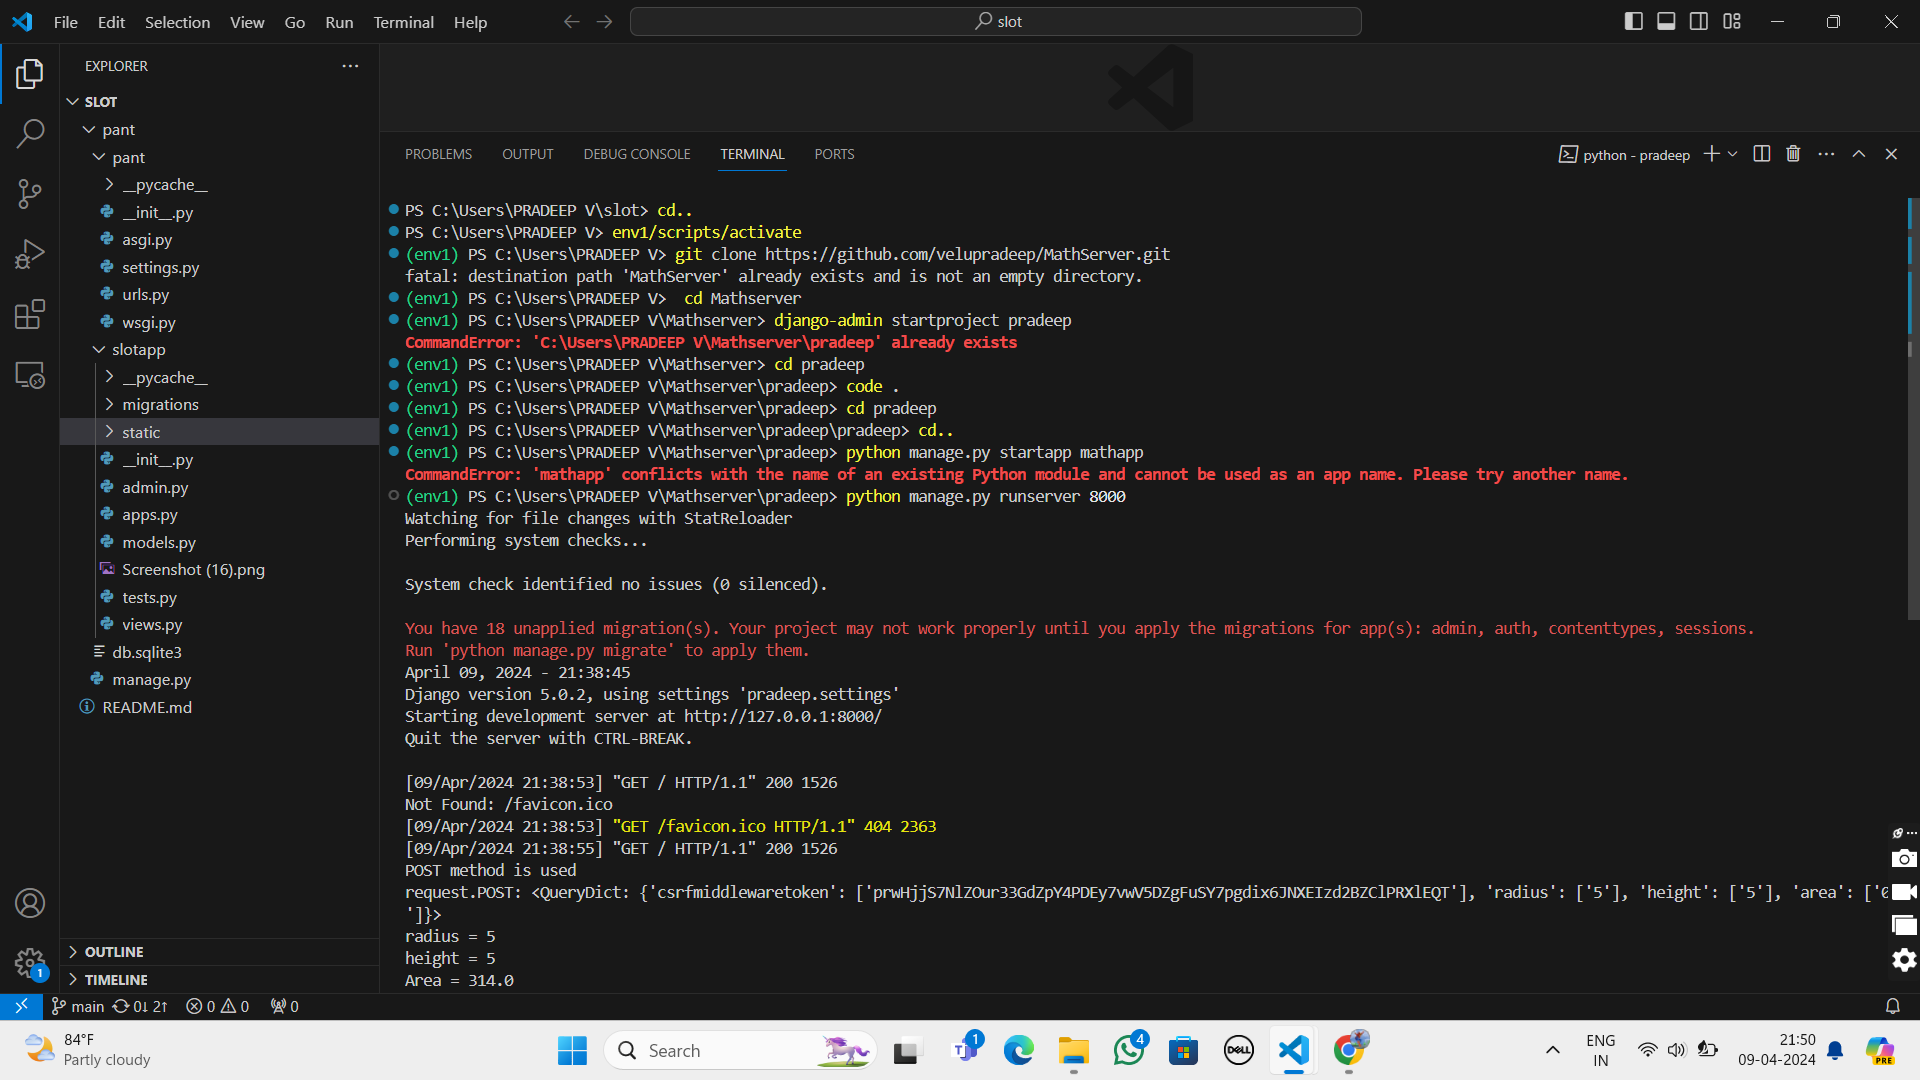 File Edit Selection View Go Run Terminal Help
slot
EXPLORER
SLOT
pant
pant
__pycache__
__init__.py
asgi.py
settings.py
urls.py
wsgi.py
slotapp
__pycache__
migrations
static
__init__.py
admin.py
apps.py
models.py
Screenshot (16).png
tests.py
views.py
db.sqlite3
manage.py
README.md
OUTLINE
TIMELINE
PROBLEMS OUTPUT DEBUG CONSOLE TERMINAL PORTS
python - pradeep
PS C:\Users\PRADEEP V\slot> cd..
PS C:\Users\PRADEEP V> env1/scripts/activate
(env1) PS C:\Users\PRADEEP V> git clone https://github.com/velupradeep/MathServer.git
fatal: destination path 'MathServer' already exists and is not an empty directory.
(env1) PS C:\Users\PRADEEP V>  cd Mathserver
(env1) PS C:\Users\PRADEEP V\Mathserver> django-admin startproject pradeep
CommandError: 'C:\Users\PRADEEP V\Mathserver\pradeep' already exists
(env1) PS C:\Users\PRADEEP V\Mathserver> cd pradeep
(env1) PS C:\Users\PRADEEP V\Mathserver\pradeep> code .
(env1) PS C:\Users\PRADEEP V\Mathserver\pradeep> cd pradeep
(env1) PS C:\Users\PRADEEP V\Mathserver\pradeep\pradeep> cd..
(env1) PS C:\Users\PRADEEP V\Mathserver\pradeep> python manage.py startapp mathapp
CommandError: 'mathapp' conflicts with the name of an existing Python module and cannot be used as an app name. Please try another name.
(env1) PS C:\Users\PRADEEP V\Mathserver\pradeep> python manage.py runserver 8000
Watching for file changes with StatReloader
Performing system checks...
System check identified no issues (0 silenced).
You have 18 unapplied migration(s). Your project may not work properly until you apply the migrations for app(s): admin, auth, contenttypes, sessions.
Run 'python manage.py migrate' to apply them.
April 09, 2024 - 21:38:45
Django version 5.0.2, using settings 'pradeep.settings'
Starting development server at http://127.0.0.1:8000/
Quit the server with CTRL-BREAK.
[09/Apr/2024 21:38:53] "GET / HTTP/1.1" 200 1526
Not Found: /favicon.ico
[09/Apr/2024 21:38:53] "GET /favicon.ico HTTP/1.1" 404 2363
[09/Apr/2024 21:38:55] "GET / HTTP/1.1" 200 1526
POST method is used
request.POST: <QueryDict: {'csrfmiddlewaretoken': ['prwHjjS7NlZOur33GdZpY4PDEy7vwV5DZgFuSY7pgdix6JNXEIzd2BZClPRXlEQT'], 'radius': ['5'], 'height': ['5'], 'area': ['
']}>
radius = 5
height = 5
Area = 314.0
1
main 0↓ 2↑ 0 0 0
84°F
Partly cloudy
Search
1
4
DELL
ENG
IN
21:50
09-04-2024
PRE